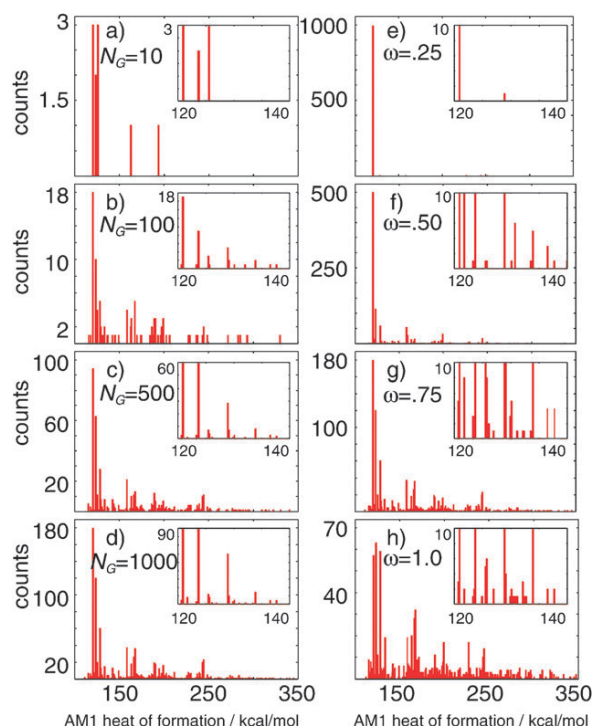 3
1.5
counts
a)
N_G=10
3
120
140
1000
500
e)
ω=.25
10
120
140
18
10
2
counts
b)
N_G=100
18
120
140
500
250
f)
ω=.50
10
120
140
100
60
20
counts
c)
N_G=500
60
120
140
180
100
g)
ω=.75
10
120
140
180
100
20
counts
d)
N_G=1000
90
120
140
70
40
h)
ω=1.0
10
120
140
150
250
350
150
250
350
AM1 heat of formation / kcal/mol
AM1 heat of formation / kcal/mol